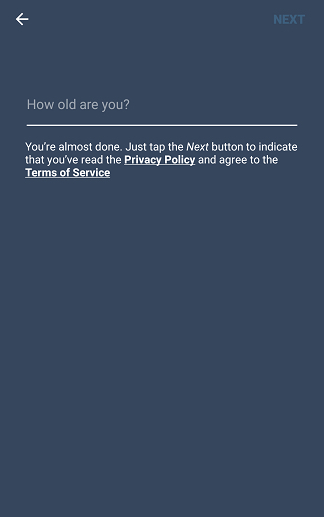 NEXT
How old are you?
You're almost done. Just tap the Next button to indicate
that you've read the Privacy Policy and agree to the
Terms of Service